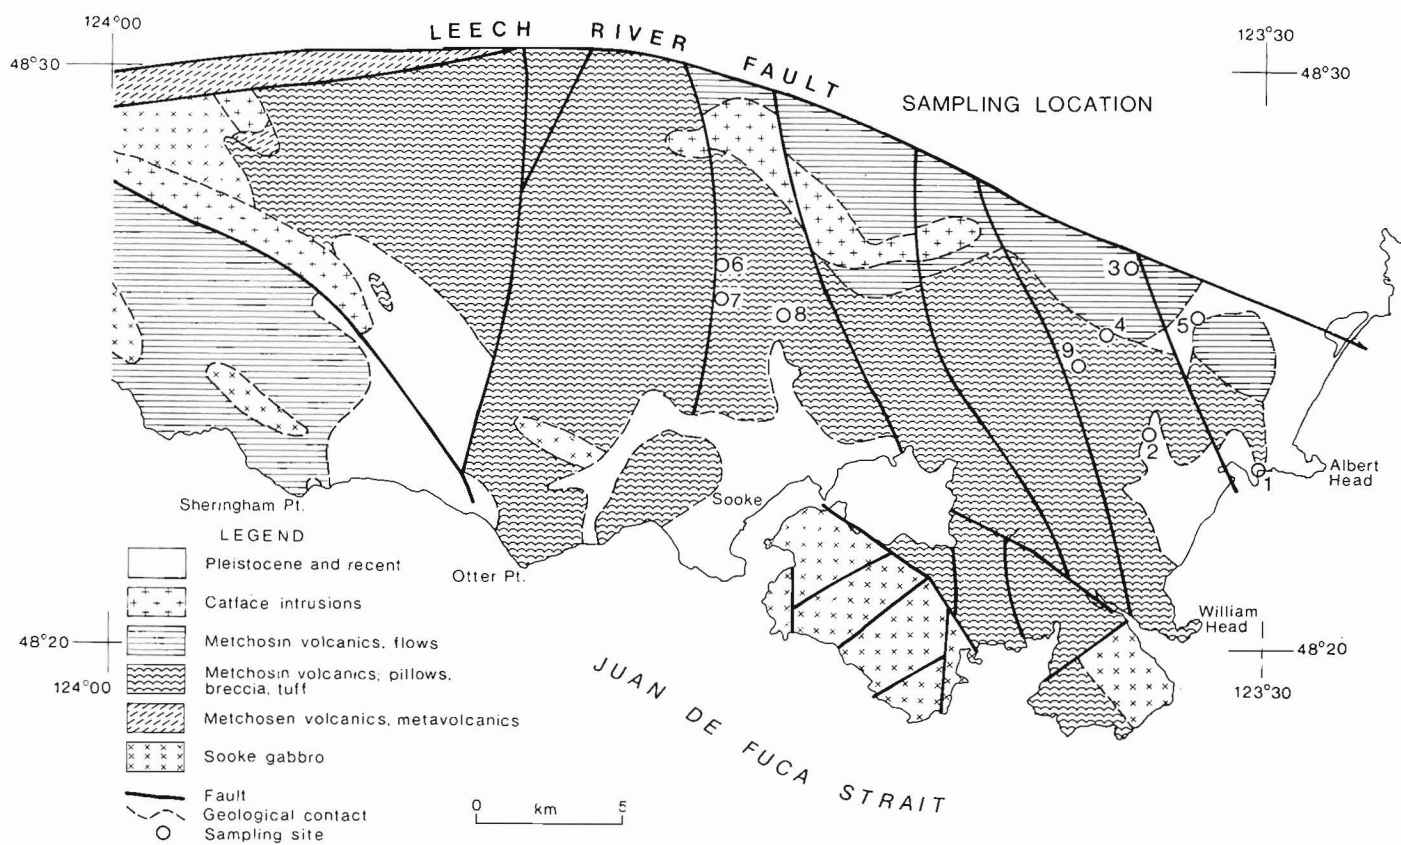 124°00
LEECH RIVER FAULT
123°30
48°30
48°30
SAMPLING LOCATION
3
6
7
8
5
4
9
2
1
Albert
Head
Sooke
Sheringham Pt.
Otter Pt.
William
Head
LEGEND
Pleistocene and recent
Catface intrusions
Metchosin volcanics, flows
Metchosin volcanics; pillows,
breccia, tuff
Metchosen volcanics, metavolcanics
Sooke gabbro
Fault
Geological contact
Sampling site
48°20
124°00
48°20
123°30
0 km 5
JUAN DE FUCA STRAIT